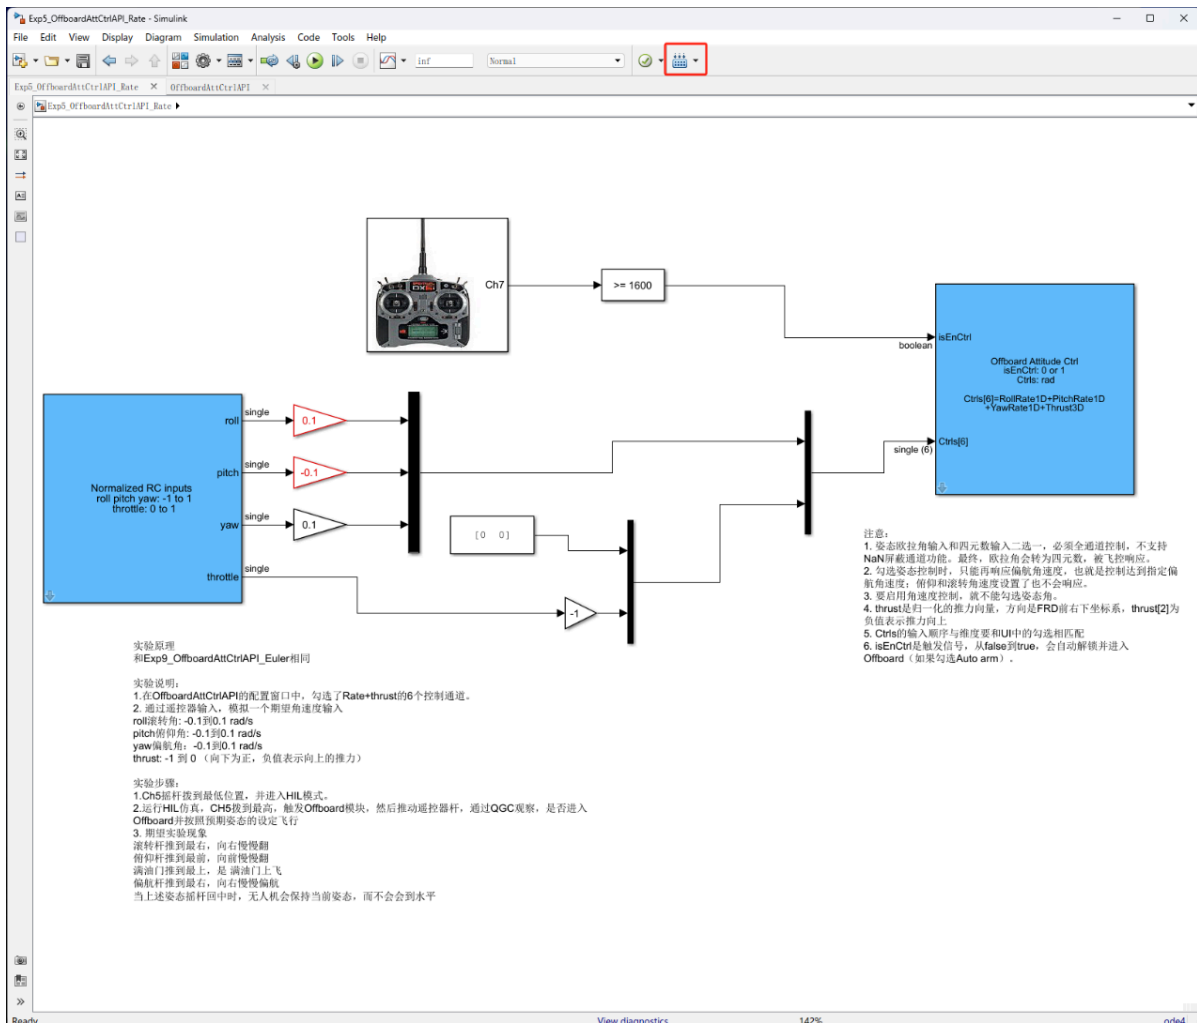 Exp5_OffboardAttCtrlAPI_Rate - Simulink
File Edit View Display Diagram Simulation Analysis Code Tools Help
inf
Normal
Exp5_OffboardAttCtrlAPI_Rate
OffboardAttCtrlAPI
Exp5_OffboardAttCtrlAPI_Rate
Ch7
>= 1600
isEnCtrl
boolean
Offboard Attitude Ctrl
isEnCtrl: 0 or 1
Ctrls: rad
Ctrls[6]=RollRate1D+PitchRate1D
+YawRate1D+Thrust3D
Ctrls[6]
single (6)
roll
single
0.1
pitch
single
-0.1
Normalized RC inputs
roll pitch yaw: -1 to 1
throttle: 0 to 1
yaw
single
0.1
[0 0]
throttle
single
-1
注意:
1. 姿态欧拉角输入和四元数输入二选一，必须全通道控制，不支持
NaN屏蔽通道功能。最终，欧拉角会转为四元数，被飞控响应。
2. 勾选姿态控制时，只能再响应偏航角速度，也就是控制达到指定偏
航角速度；俯仰和滚转角速度设置了也不会响应。
3. 要启用角速度控制，就不能勾选姿态角。
4. thrust是归一化的推力向量，方向是FRD前右下坐标系，thrust[2]为
负值表示推力向上
5. Ctrls的输入顺序与维度要和UI中的勾选相匹配
6. isEnCtrl是触发信号，从false到true，会自动解锁并进入
Offboard（如果勾选Auto arm）.
实验原理
和Exp9_OffboardAttCtrlAPI_Euler相同
实验说明:
1.在OffboardAttCtrlAPI的配置窗口中，勾选了Rate+thrust的6个控制通道。
2. 通过遥控器输入，模拟一个期望角速度输入
roll滚转角: -0.1到0.1 rad/s
pitch俯仰角: -0.1到0.1 rad/s
yaw偏航角：-0.1到0.1 rad/s
thrust: -1 到 0 （向下为正，负值表示向上的推力）
实验步骤:
1.Ch5摇杆拨到最低位置，并进入HIL模式。
2.运行HIL仿真，CH5拨到最高，触发Offboard模块，然后推动遥控器杆，通过QGC观察，是否进入
Offboard并按照预期姿态的设定飞行
3. 期望实验现象
滚转杆推到最右，向右慢慢翻
俯仰杆推到最前，向前慢慢翻
满油门推到最上，是 满油门上飞
偏航杆推到最右，向右慢慢偏航
当上述姿态摇杆回中时，无人机会保持当前姿态，而不会会到水平
Ready
View diagnostics
142%
ode4